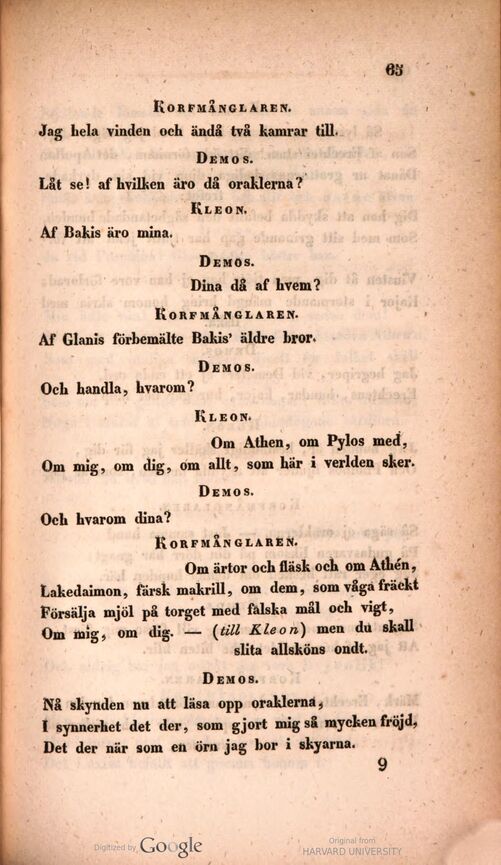 65
KORFMÅNGLAREN.
Jag hela vinden och ändå två kamrar till.
DEMOS.
Låt se! af hvilken äro då oraklerna?
KLEON.
Af Bakis äro mina.
DEMOS.
Dina då af hvem?
KORFMÅNGLAREN.
Af Glanis förbemälte Bakis' äldre bror.
DEMOS.
Och handla, hvarom?
KLEON.
Om Athen, om Pylos med,
Om mig, om dig, om allt, som här i verlden sker.
DEMOS.
Och hvarom dina?
KORFMÅNGLAREN.
Om ärtor och fläsk och om Athén,
Lakedaimon, färsk makrill, om dem, som våga fräckt
Försälja mjöl på torget med falska mål och vigt,
Om mig, om dig. — (till Kleon) men du skall
slita allsköns ondt.
DEMOS.
Nå skynden nu att läsa opp oraklerna,
I synnerhet det der, som gjort mig så mycken fröjd,
Det der när som en örn jag bor i skyarna.
9
Digitized by Google
Original from
HARVARD UNIVERSITY